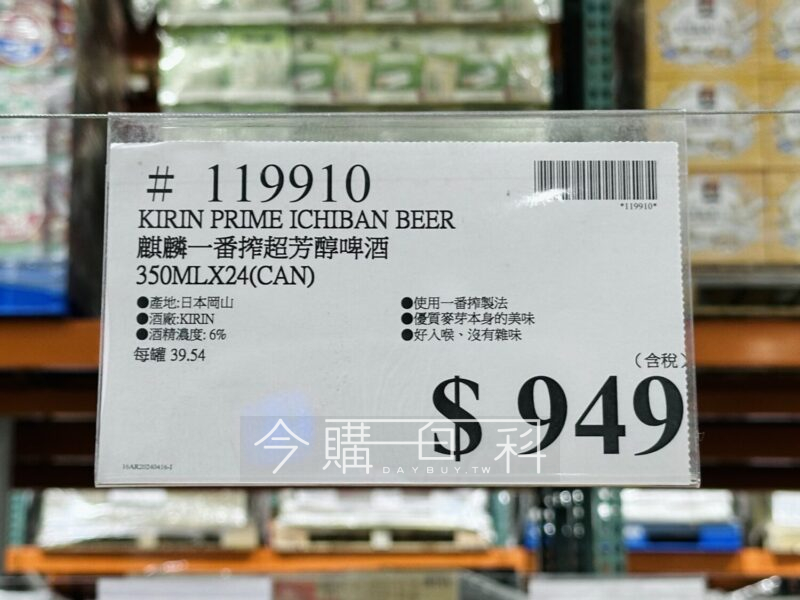 # 119910
*119910*
KIRIN PRIME ICHIBAN BEER
麒麟一番搾超芳醇啤酒
350MLX24(CAN)
●產地:日本岡山
●酒廠:KIRIN
●酒精濃度: 6%
每罐 39.54
●使用一番搾製法
●優質麥芽本身的美味
●好入喉、沒有雜味
(含稅)
$ 949
今購百科
DAYBUY.TW
16AR20240416-J